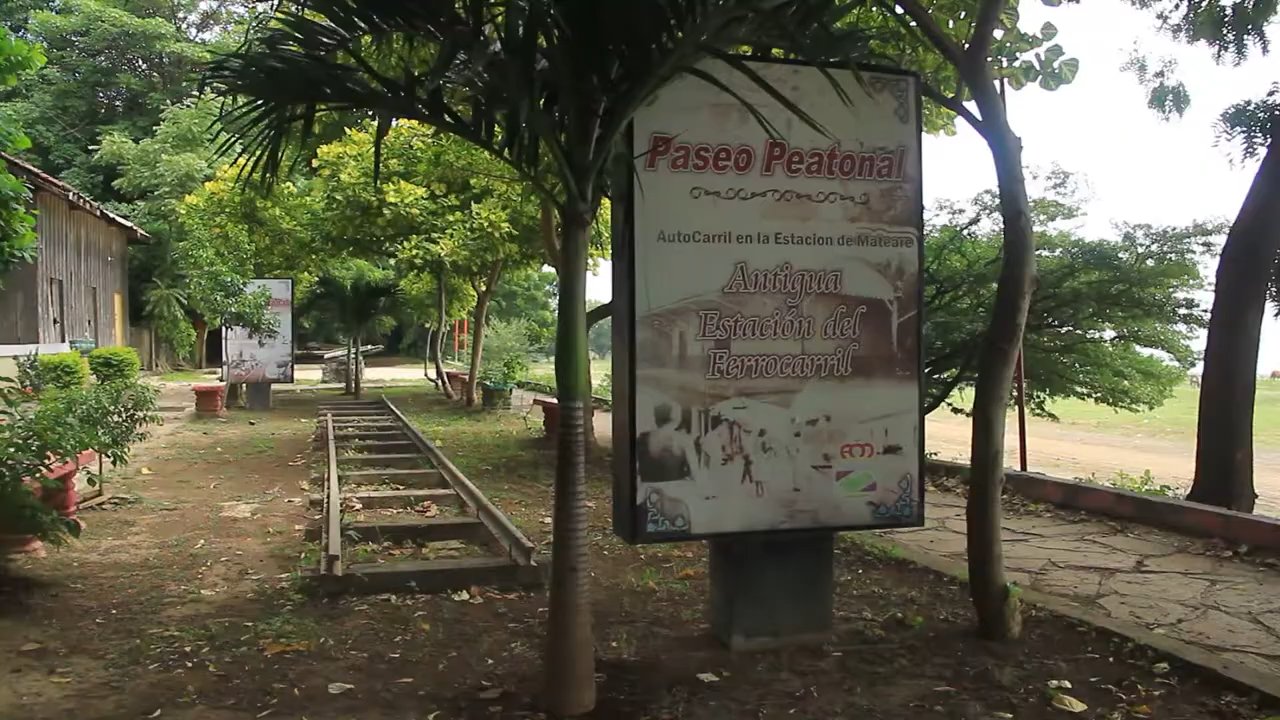 Paseo Peatonal
AutoCarril en la Estacion de Mateare
Antigua
Estación del
Ferrocarril